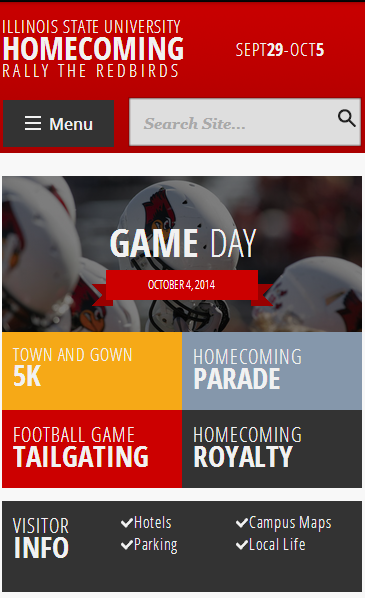 ILLINOIS STATE UNIVERSITY
HOMECOMING
RALLY THE REDBIRDS
SEPT29-OCT5
Menu
Search Site...
GAME DAY
OCTOBER 4, 2014
TOWN AND GOWN
5K
HOMECOMING
PARADE
FOOTBALL GAME
TAILGATING
HOMECOMING
ROYALTY
VISITOR
INFO
Hotels
Parking
Campus Maps
Local Life